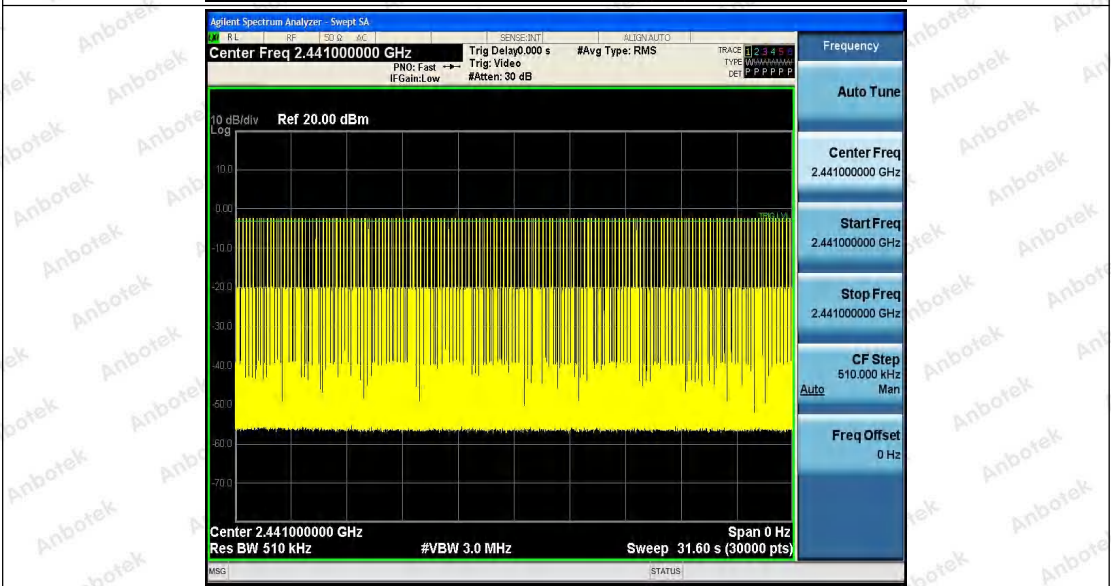 Agilent Spectrum Analyzer - Swept SA
RL RF 50 Ω AC SENSE:INT ALIGNAUTO
Center Freq 2.441000000 GHz
PNO: Fast
IFGain:Low
Trig Delay0.000 s
Trig: Video
#Atten: 30 dB
#Avg Type: RMS
TRACE 1 2 3 4 5 6
TYPE
DET P P P P P P
Frequency
10 dB/div Ref 20.00 dBm
Log
10.0
0.00
TRIG LVL
-10.0
-20.0
-30.0
-40.0
-50.0
-60.0
-70.0
Center 2.441000000 GHz Span 0 Hz
Res BW 510 kHz #VBW 3.0 MHz Sweep 31.60 s (30000 pts)
MSG STATUS
Auto Tune
Center Freq
2.441000000 GHz
Start Freq
2.441000000 GHz
Stop Freq
2.441000000 GHz
CF Step
510.000 kHz
Auto Man
Freq Offset
0 Hz
Anbotek